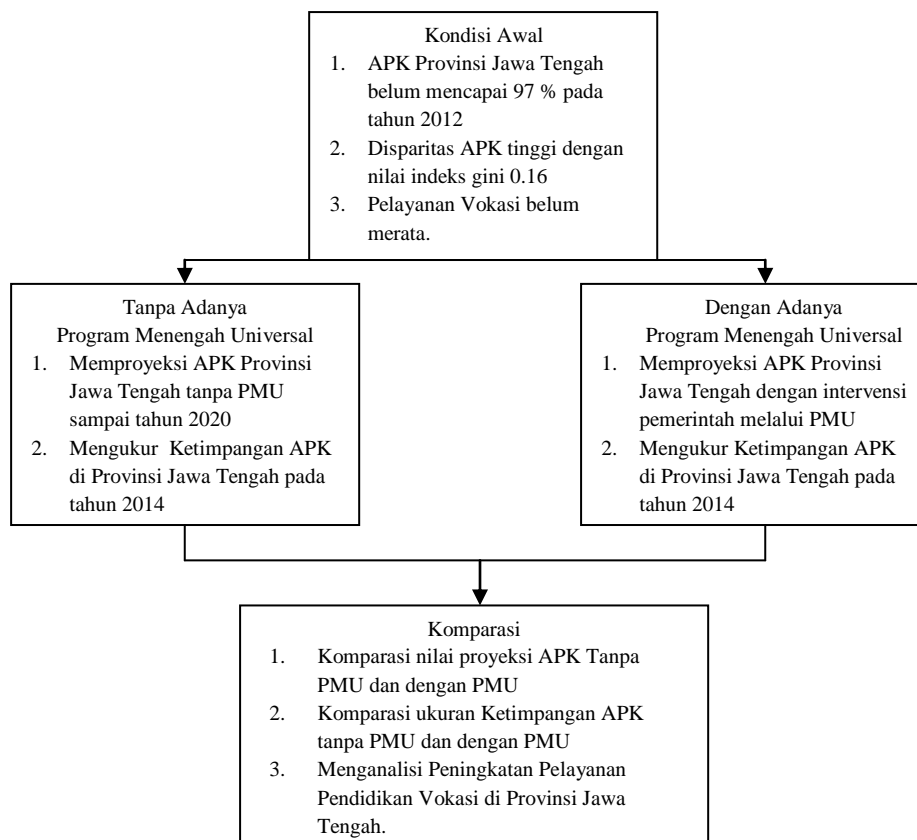 Kondisi Awal
1. APK Provinsi Jawa Tengah
belum mencapai 97 % pada
tahun 2012
2. Disparitas APK tinggi dengan
nilai indeks gini 0.16
3. Pelayanan Vokasi belum
merata.
Tanpa Adanya
Program Menengah Universal
1. Memproyeksi APK Provinsi
Jawa Tengah tanpa PMU
sampai tahun 2020
2. Mengukur Ketimpangan APK
di Provinsi Jawa Tengah pada
tahun 2014
Dengan Adanya
Program Menengah Universal
1. Memproyeksi APK Provinsi
Jawa Tengah dengan intervensi
pemerintah melalui PMU
2. Mengukur Ketimpangan APK
di Provinsi Jawa Tengah pada
tahun 2014
Komparasi
1. Komparasi nilai proyeksi APK Tanpa
PMU dan dengan PMU
2. Komparasi ukuran Ketimpangan APK
tanpa PMU dan dengan PMU
3. Menganalisi Peningkatan Pelayanan
Pendidikan Vokasi di Provinsi Jawa
Tengah.